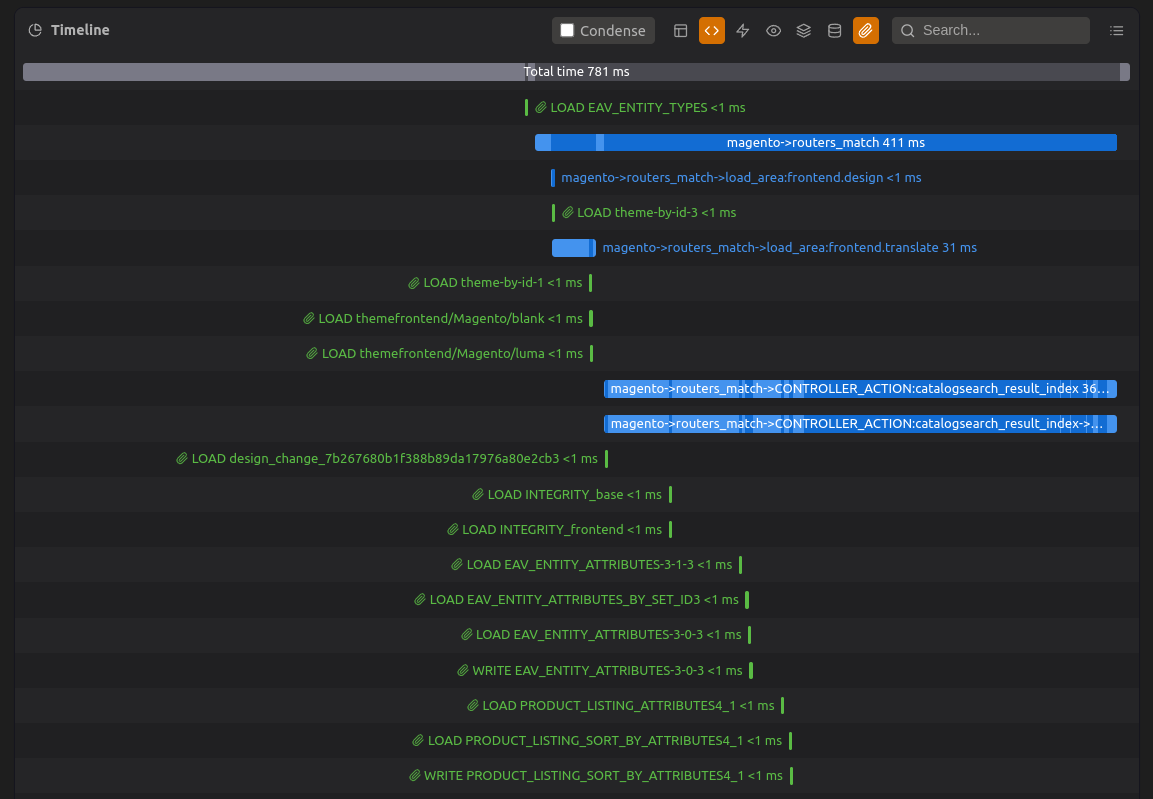 Timeline
Condense
Search...
Total time 781 ms
LOAD EAV_ENTITY_TYPES <1 ms
magento->routers_match 411 ms
magento->routers_match->load_area:frontend.design <1 ms
LOAD theme-by-id-3 <1 ms
magento->routers_match->load_area:frontend.translate 31 ms
LOAD theme-by-id-1 <1 ms
LOAD themefrontend/Magento/blank <1 ms
LOAD themefrontend/Magento/luma <1 ms
magento->routers_match->CONTROLLER_ACTION:catalogsearch_result_index 36...
magento->routers_match->CONTROLLER_ACTION:catalogsearch_result_index->...
LOAD design_change_7b267680b1f388b89da17976a80e2cb3 <1 ms
LOAD INTEGRITY_base <1 ms
LOAD INTEGRITY_frontend <1 ms
LOAD EAV_ENTITY_ATTRIBUTES-3-1-3 <1 ms
LOAD EAV_ENTITY_ATTRIBUTES_BY_SET_ID3 <1 ms
LOAD EAV_ENTITY_ATTRIBUTES-3-0-3 <1 ms
WRITE EAV_ENTITY_ATTRIBUTES-3-0-3 <1 ms
LOAD PRODUCT_LISTING_ATTRIBUTES4_1 <1 ms
LOAD PRODUCT_LISTING_SORT_BY_ATTRIBUTES4_1 <1 ms
WRITE PRODUCT_LISTING_SORT_BY_ATTRIBUTES4_1 <1 ms